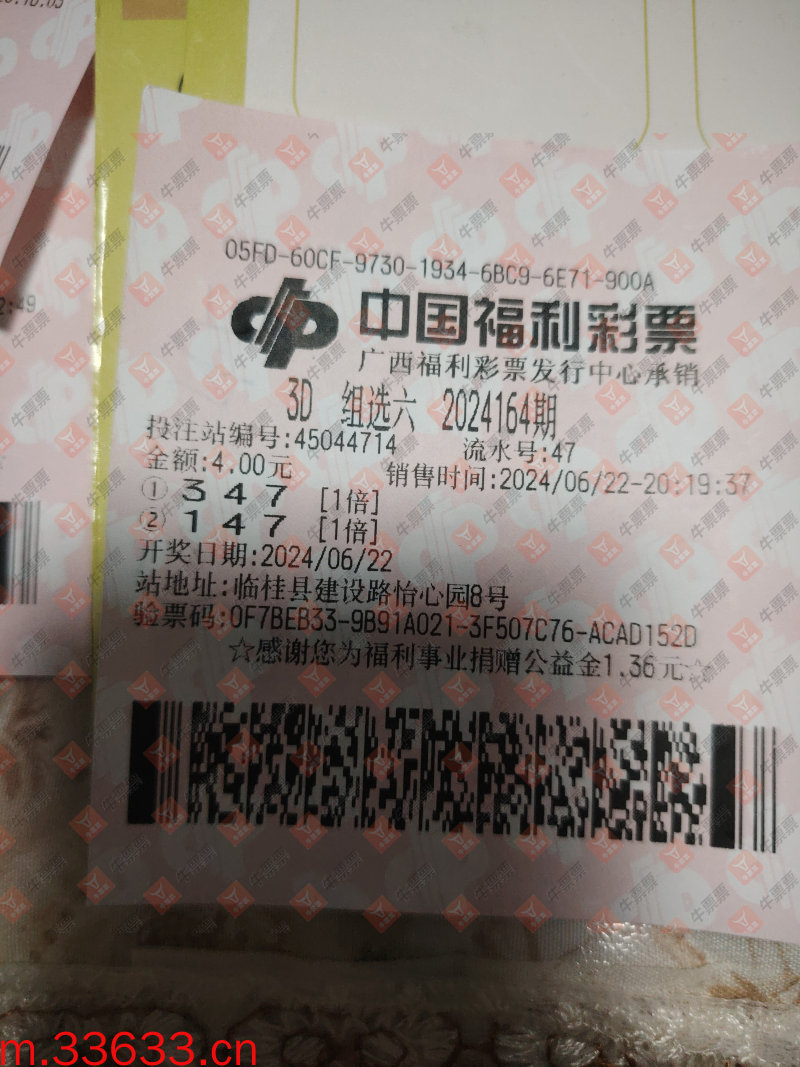 05FD-60CF-9730-1934-6BC9-6E71-900A
中国福利彩票
广西福利彩票发行中心承销
3D 组选六 2024164期
投注站编号:45044714 流水号:47
金额:4.00元 销售时间:2024/06/22-20:19:37
① 3 4 7 [1倍]
② 1 4 7 [1倍]
开奖日期:2024/06/22
站地址:临桂县建设路怡心园8号
验票码:0F7BEB33-9B91A021-3F507C76-ACAD152D
☆感谢您为福利事业捐赠公益金1.36元☆
2:49
牛票票
m.33633.cn